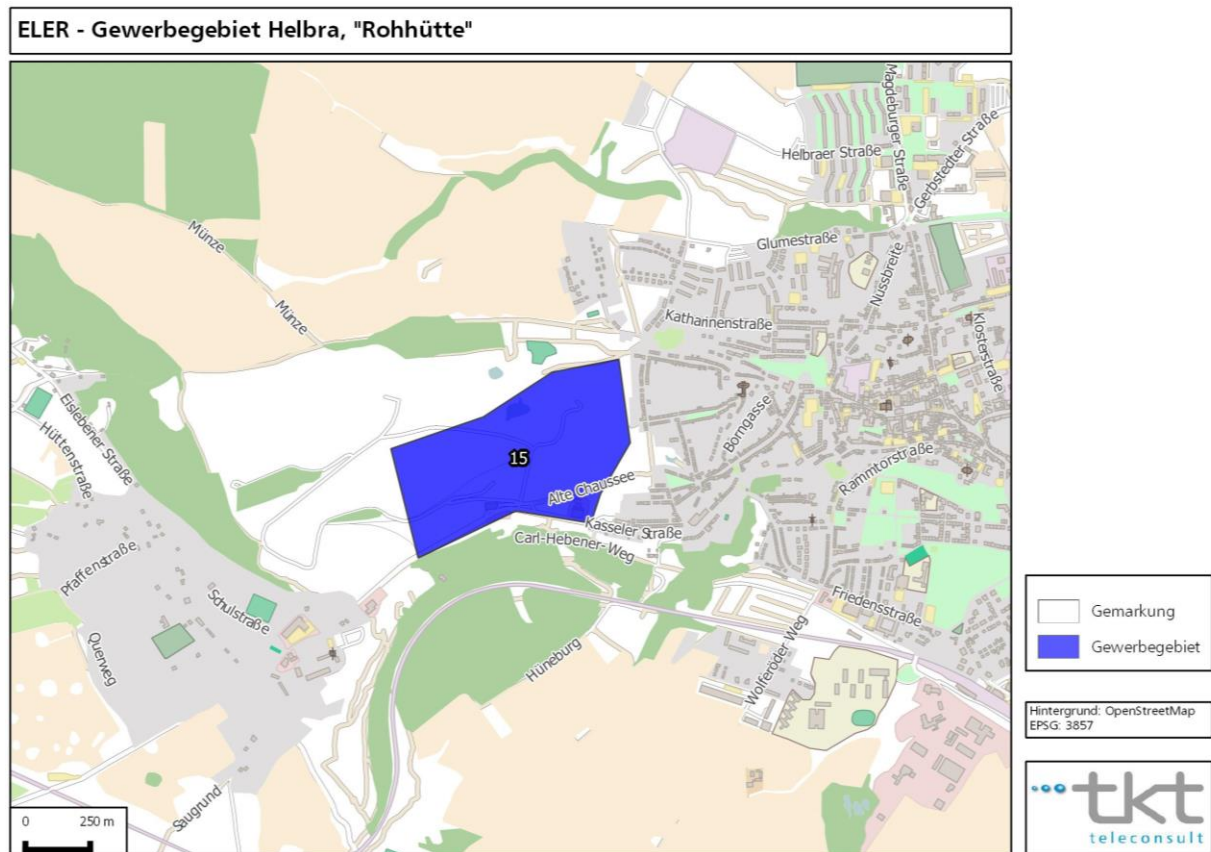 ELER - Gewerbegebiet Helbra, "Rohhütte"
Magdeburger Straße
Helbraer Straße
Gerbstedter Straße
Glumestraße
Münze
Nussbreite
Münze
Katharinenstraße
Klosterstraße
Eislebener Straße
Hüttenstraße
Borngasse
15
Rammtorstraße
Alte Chaussee
Kasseler Straße
Carl-Hebener-Weg
Pfaffenstraße
Schulstraße
Friedensstraße
Querweg
Hüneburg
Wolferöder Weg
Saugrund
0 250 m
Gemarkung
Gewerbegebiet
Hintergrund: OpenStreetMap
EPSG: 3857
tkt
teleconsult